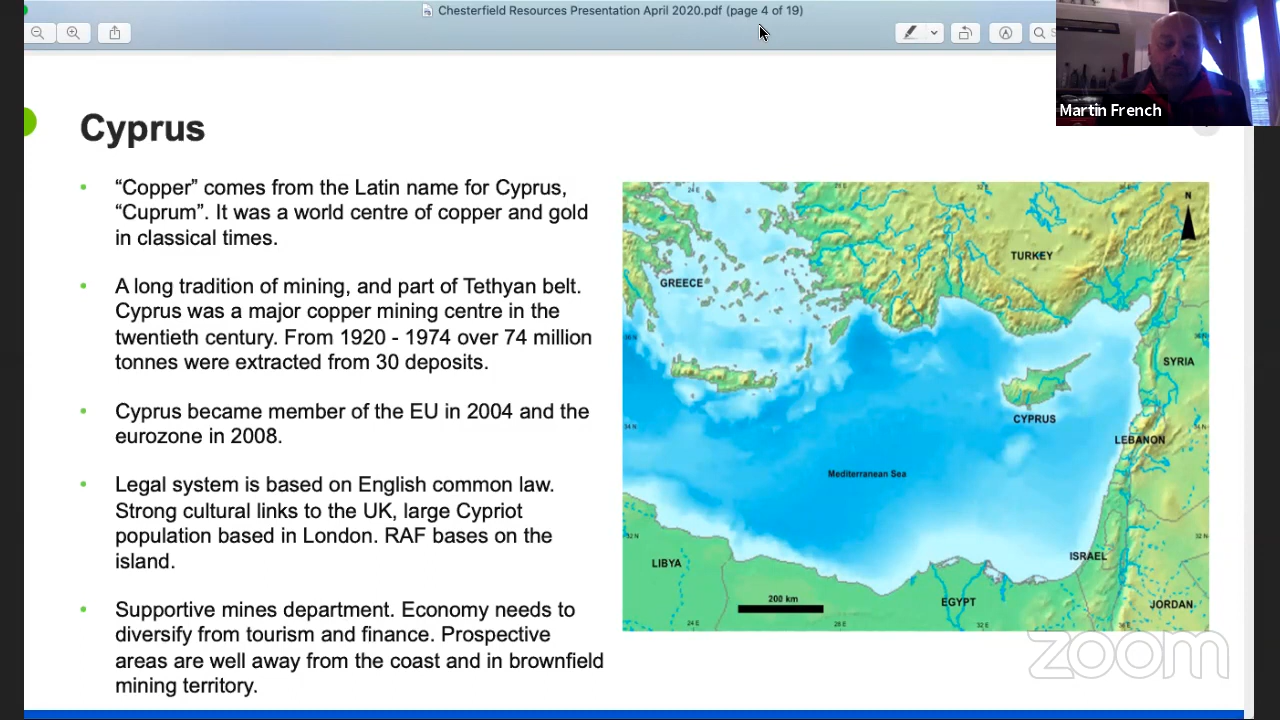 Chesterfield Resources Presentation April 2020.pdf (page 4 of 19)
Martin French
Cyprus
“Copper” comes from the Latin name for Cyprus,
“Cuprum”. It was a world centre of copper and gold
in classical times.
A long tradition of mining, and part of Tethyan belt.
Cyprus was a major copper mining centre in the
twentieth century. From 1920 - 1974 over 74 million
tonnes were extracted from 30 deposits.
Cyprus became member of the EU in 2004 and the
eurozone in 2008.
Legal system is based on English common law.
Strong cultural links to the UK, large Cypriot
population based in London. RAF bases on the
island.
Supportive mines department. Economy needs to
diversify from tourism and finance. Prospective
areas are well away from the coast and in brownfield
mining territory.
N
TURKEY
GREECE
SYRIA
CYPRUS
LEBANON
Mediterranean Sea
ISRAEL
LIBYA
200 km
EGYPT
JORDAN
24 E
28 E
32 E
zoom